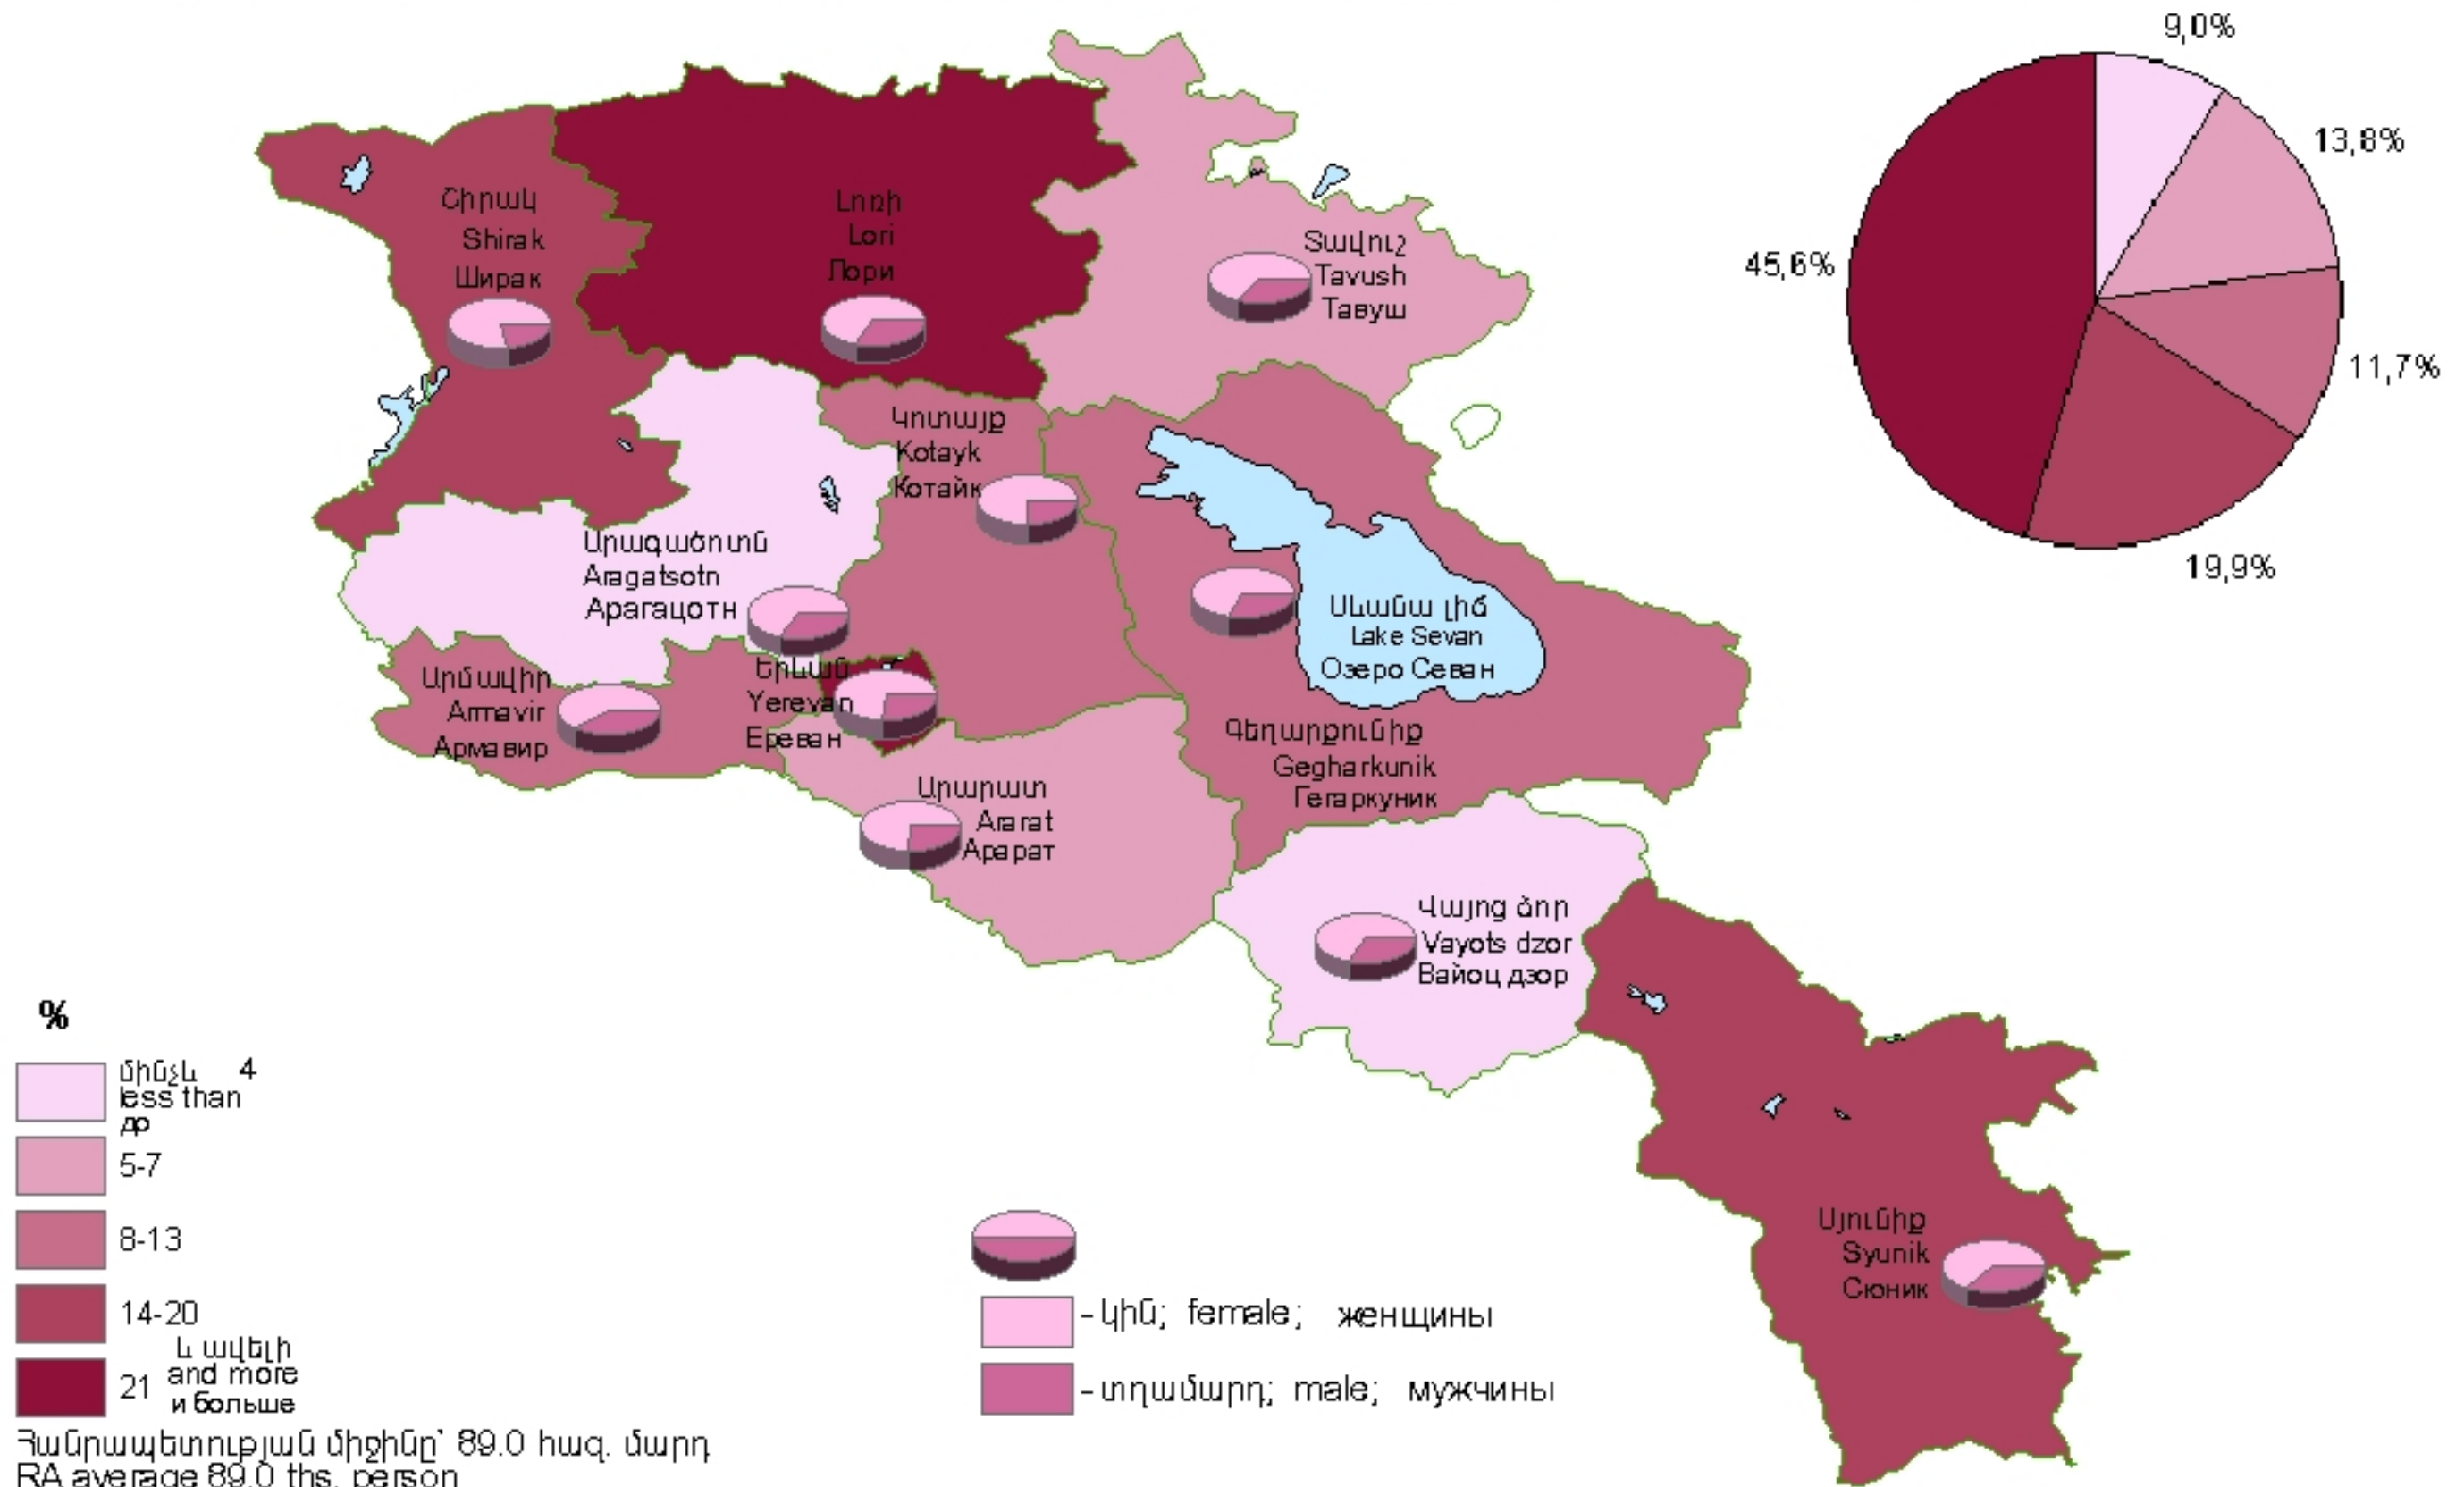 9,0%
13,8%
45,6%
11,7%
19,9%
Շիրակ
Shirak
Ширак
Լոռի
Lori
Лори
Տավուշ
Tavush
Тавуш
Կոտայք
Kotayk
Котайк
Արագածոտն
Aragatsotn
Арагацотн
Սևանա լիճ
Lake Sevan
Озеро Севан
Արմավիր
Armavir
Армавир
Երևան
Yerevan
Ереван
Գեղարքունիք
Gegharkunik
Гегаркуник
Արարատ
Ararat
Арарат
Վայոց ձոր
Vayots dzor
Вайоц дзор
Սյունիք
Syunik
Сюник
%
մինչև 4
less than
до
5-7
8-13
14-20
և ավելի
21 and more
и больше
- կին; female; женщины
- տղամարդ; male; мужчины
Հանրապետության միջինը՝ 89.0 հազ. մարդ
RA average 89.0 ths. person